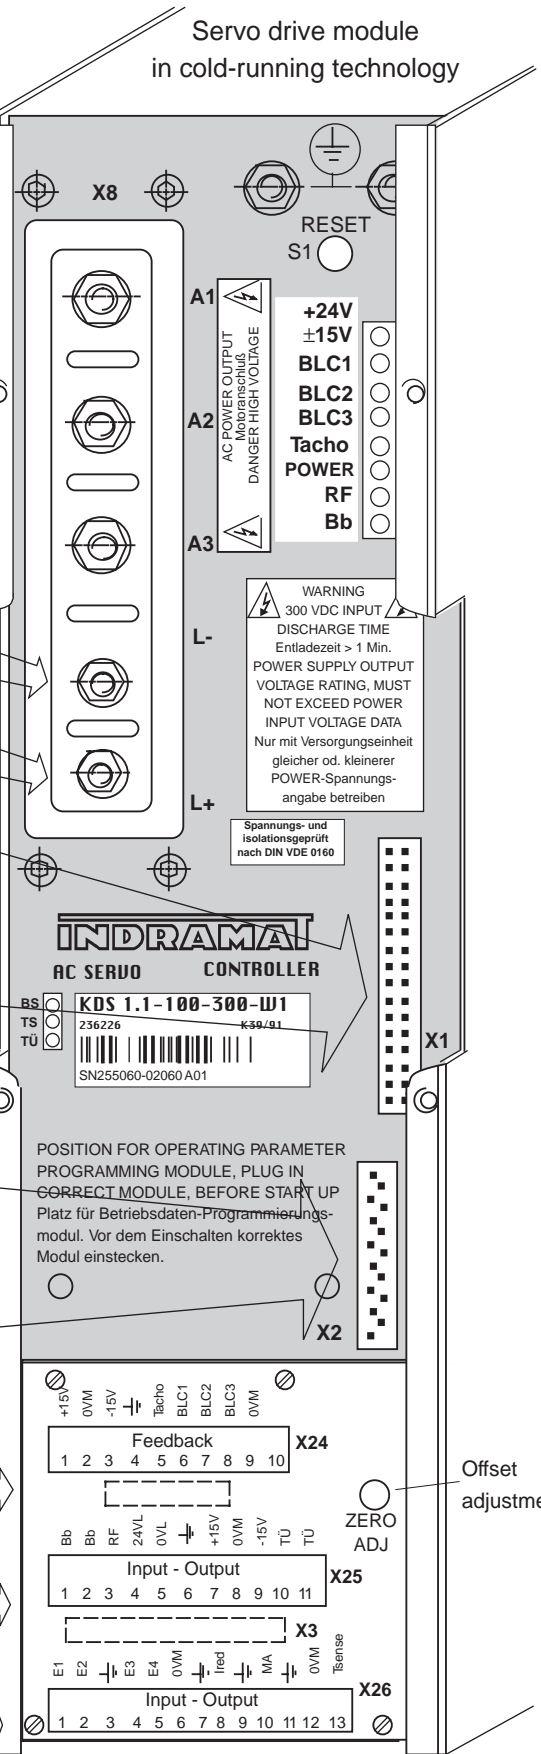 Servo drive module
in cold-running technology
X8
RESET
S1
A1
A2
A3
L-
L+
AC POWER OUTPUT
Motoranschluß
DANGER HIGH VOLTAGE
+24V
±15V
BLC1
BLC2
BLC3
Tacho
POWER
RF
Bb
WARNING
300 VDC INPUT
DISCHARGE TIME
Entladezeit > 1 Min.
POWER SUPPLY OUTPUT
VOLTAGE RATING, MUST
NOT EXCEED POWER
INPUT VOLTAGE DATA
Nur mit Versorgungseinheit
gleicher od. kleinerer
POWER-Spannungs-
angabe betreiben
Spannungs- und
isolationsgeprüft
nach DIN VDE 0160
INDRAMAT
AC SERVO CONTROLLER
BS
TS
TÜ
KDS 1.1-100-300-W1
236226 K39/91
SN255060-02060 A01
X1
POSITION FOR OPERATING PARAMETER
PROGRAMMING MODULE, PLUG IN
CORRECT MODULE, BEFORE START UP
Platz für Betriebsdaten-Programmierungs-
modul. Vor dem Einschalten korrektes
Modul einstecken.
X2
+15V 0VM -15V Tacho BLC1 BLC2 BLC3 0VM
Feedback
X24
1 2 3 4 5 6 7 8 9 10
Offset
adjustme
ZERO
ADJ
Bb Bb RF 24VL 0VL +15V 0VM -15V TÜ TÜ
Input - Output
X25
1 2 3 4 5 6 7 8 9 10 11
X3
E1 E2 E3 E4 0VM Ired MA 0VM Tsense
Input - Output
X26
1 2 3 4 5 6 7 8 9 10 11 12 13